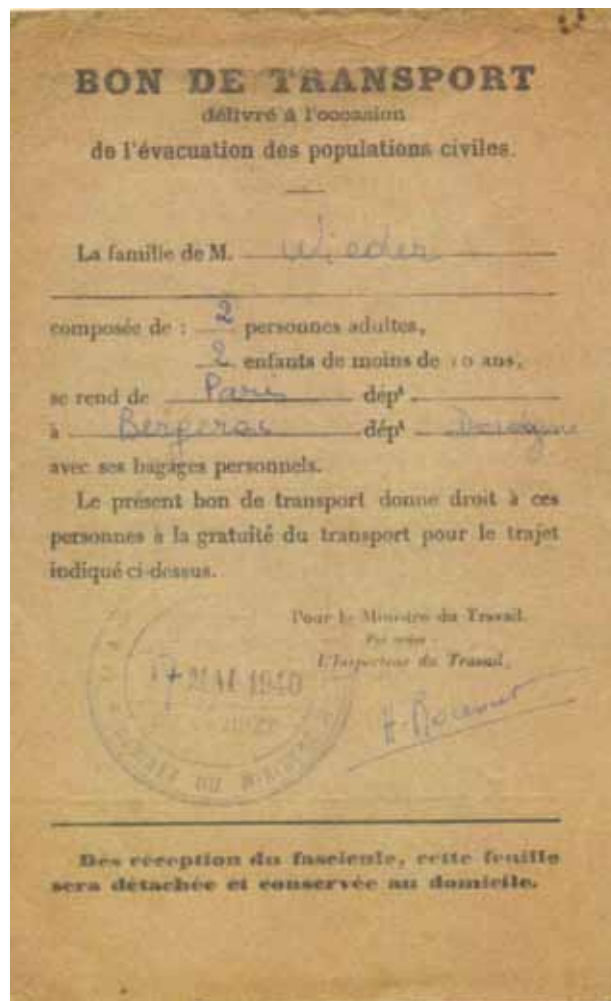 BON DE TRANSPORT
délivré à l'occasion
de l'évacuation des populations civiles.
La famille de M. Wieder
composée de : 2 personnes adultes,
2 enfants de moins de 10 ans,
se rend de Paris dépᵗ
à Bergerac dépᵗ Dordogne
avec ses bagages personnels.
Le présent bon de transport donne droit à ces
personnes à la gratuité du transport pour le trajet
indiqué ci-dessus.
Pour le Ministre du Travail.
Par ordre
L'Inspecteur du Travail,
17 MAI 1940
H.
Dès réception du fascicule, cette feuille
sera détachée et conservée au domicile.